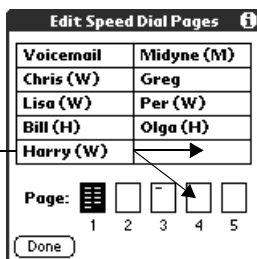 Edit Speed Dial Pages i
Voicemail Midyne (M)
Chris (W) Greg
Lisa (W) Per (W)
Bill (H) Olga (H)
Harry (W)
Page:
1 2 3 4 5
Done